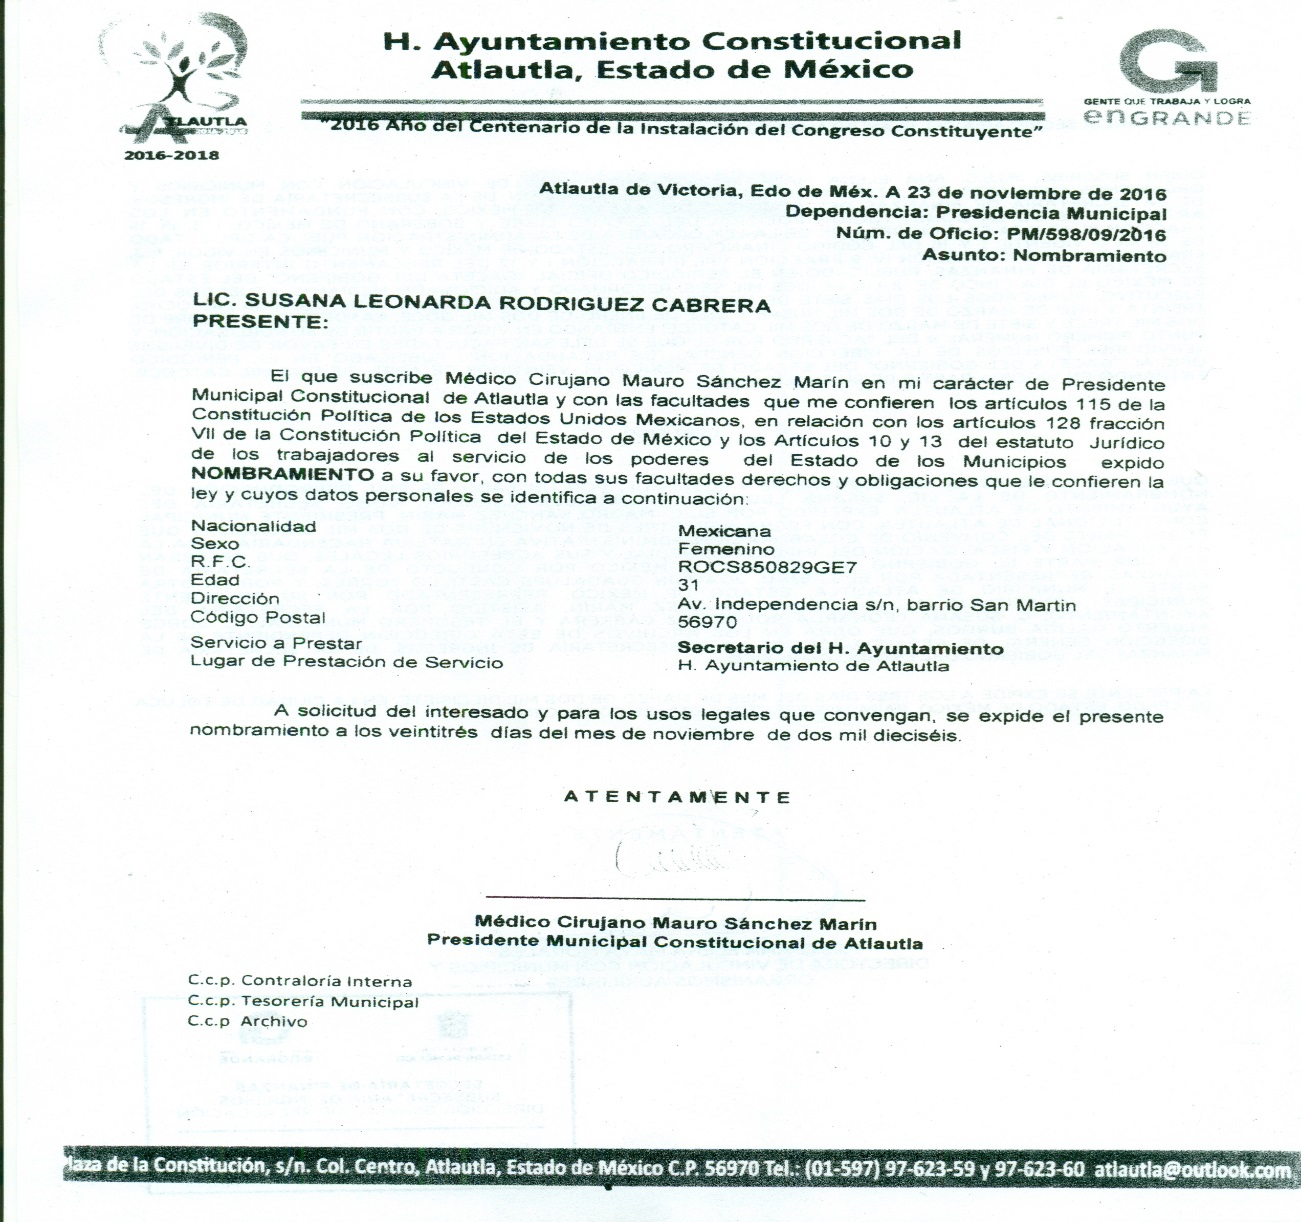 H. Ayuntamiento Constitucional
Atlautla, Estado de México
"2016 Año del Centenario de la Instalación del Congreso Constituyente"
ATLAUTLA
2016-2018
GENTE QUE TRABAJA Y LOGRA
enGRANDE
Atlautla de Victoria, Edo de Méx. A 23 de noviembre de 2016
Dependencia: Presidencia Municipal
Núm. de Oficio: PM/598/09/2016
Asunto: Nombramiento
LIC. SUSANA LEONARDA RODRIGUEZ CABRERA
PRESENTE:
El que suscribe Médico Cirujano Mauro Sánchez Marín en mi carácter de Presidente
Municipal Constitucional de Atlautla y con las facultades que me confieren los artículos 115 de la
Constitución Política de los Estados Unidos Mexicanos, en relación con los artículos 128 fracción
VII de la Constitución Política del Estado de México y los Artículos 10 y 13 del estatuto Jurídico
de los trabajadores al servicio de los poderes del Estado de los Municipios expido
NOMBRAMIENTO a su favor, con todas sus facultades derechos y obligaciones que le confieren la
ley y cuyos datos personales se identifica a continuación:
Nacionalidad Mexicana
Sexo Femenino
R.F.C. ROCS850829GE7
Edad 31
Dirección Av. Independencia s/n, barrio San Martin
Código Postal 56970
Servicio a Prestar Secretario del H. Ayuntamiento
Lugar de Prestación de Servicio H. Ayuntamiento de Atlautla
A solicitud del interesado y para los usos legales que convengan, se expide el presente
nombramiento a los veintitrés días del mes de noviembre de dos mil dieciséis.
A T E N T A M E N T E
Médico Cirujano Mauro Sánchez Marín
Presidente Municipal Constitucional de Atlautla
C.c.p. Contraloría Interna
C.c.p. Tesorería Municipal
C.c.p Archivo
Plaza de la Constitución, s/n. Col. Centro, Atlautla, Estado de México C.P. 56970 Tel.: (01-597) 97-623-59 y 97-623-60 atlautla@outlook.com